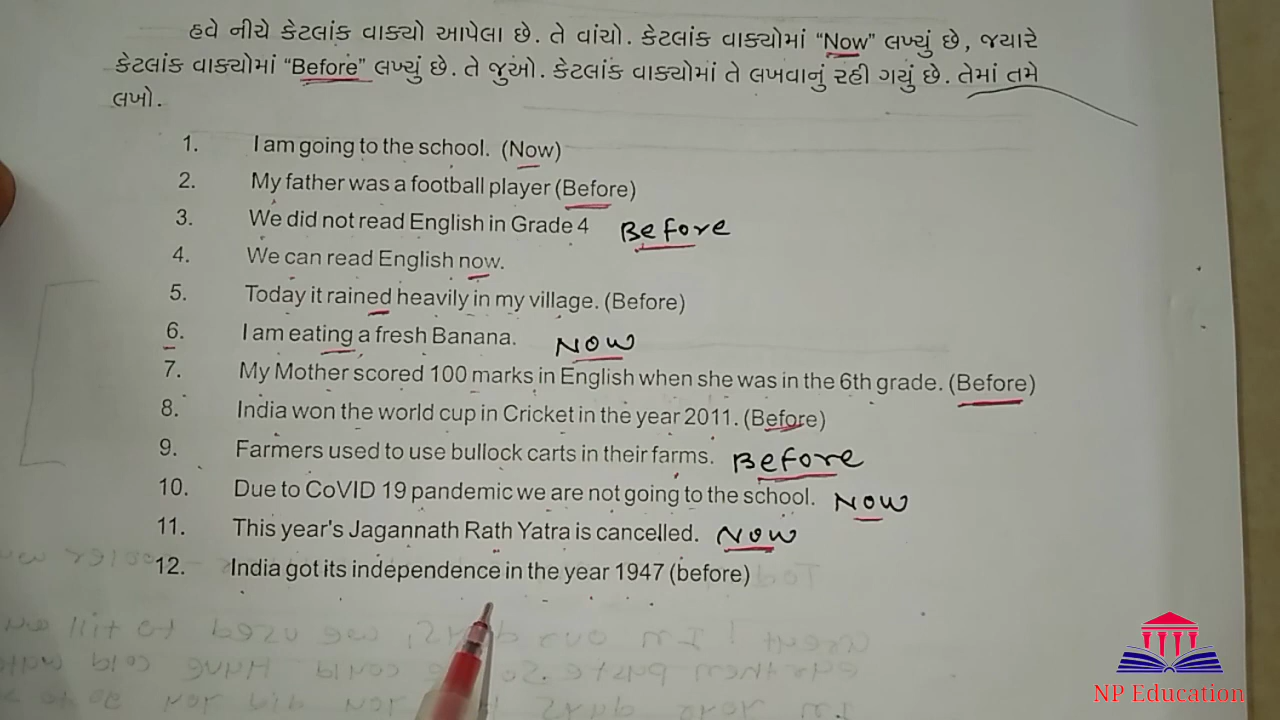 હવે નીચે કેટલાંક વાક્યો આપેલા છે. તે વાંચો. કેટલાંક વાક્યોમાં “Now” લખ્યું છે, જ્યારે
કેટલાંક વાક્યોમાં “Before” લખ્યું છે. તે જુઓ. કેટલાંક વાક્યોમાં તે લખવાનું રહી ગયું છે. તેમાં તમે
લખો.
1. I am going to the school. (Now)
2. My father was a football player (Before)
3. We did not read English in Grade 4 Before
4. We can read English now.
5. Today it rained heavily in my village. (Before)
6. I am eating a fresh Banana. Now
7. My Mother scored 100 marks in English when she was in the 6th grade. (Before)
8. India won the world cup in Cricket in the year 2011. (Before)
9. Farmers used to use bullock carts in their farms. Before
10. Due to CoVID 19 pandemic we are not going to the school. Now
11. This year's Jagannath Rath Yatra is cancelled. Now
12. India got its independence in the year 1947 (before)
NP Education